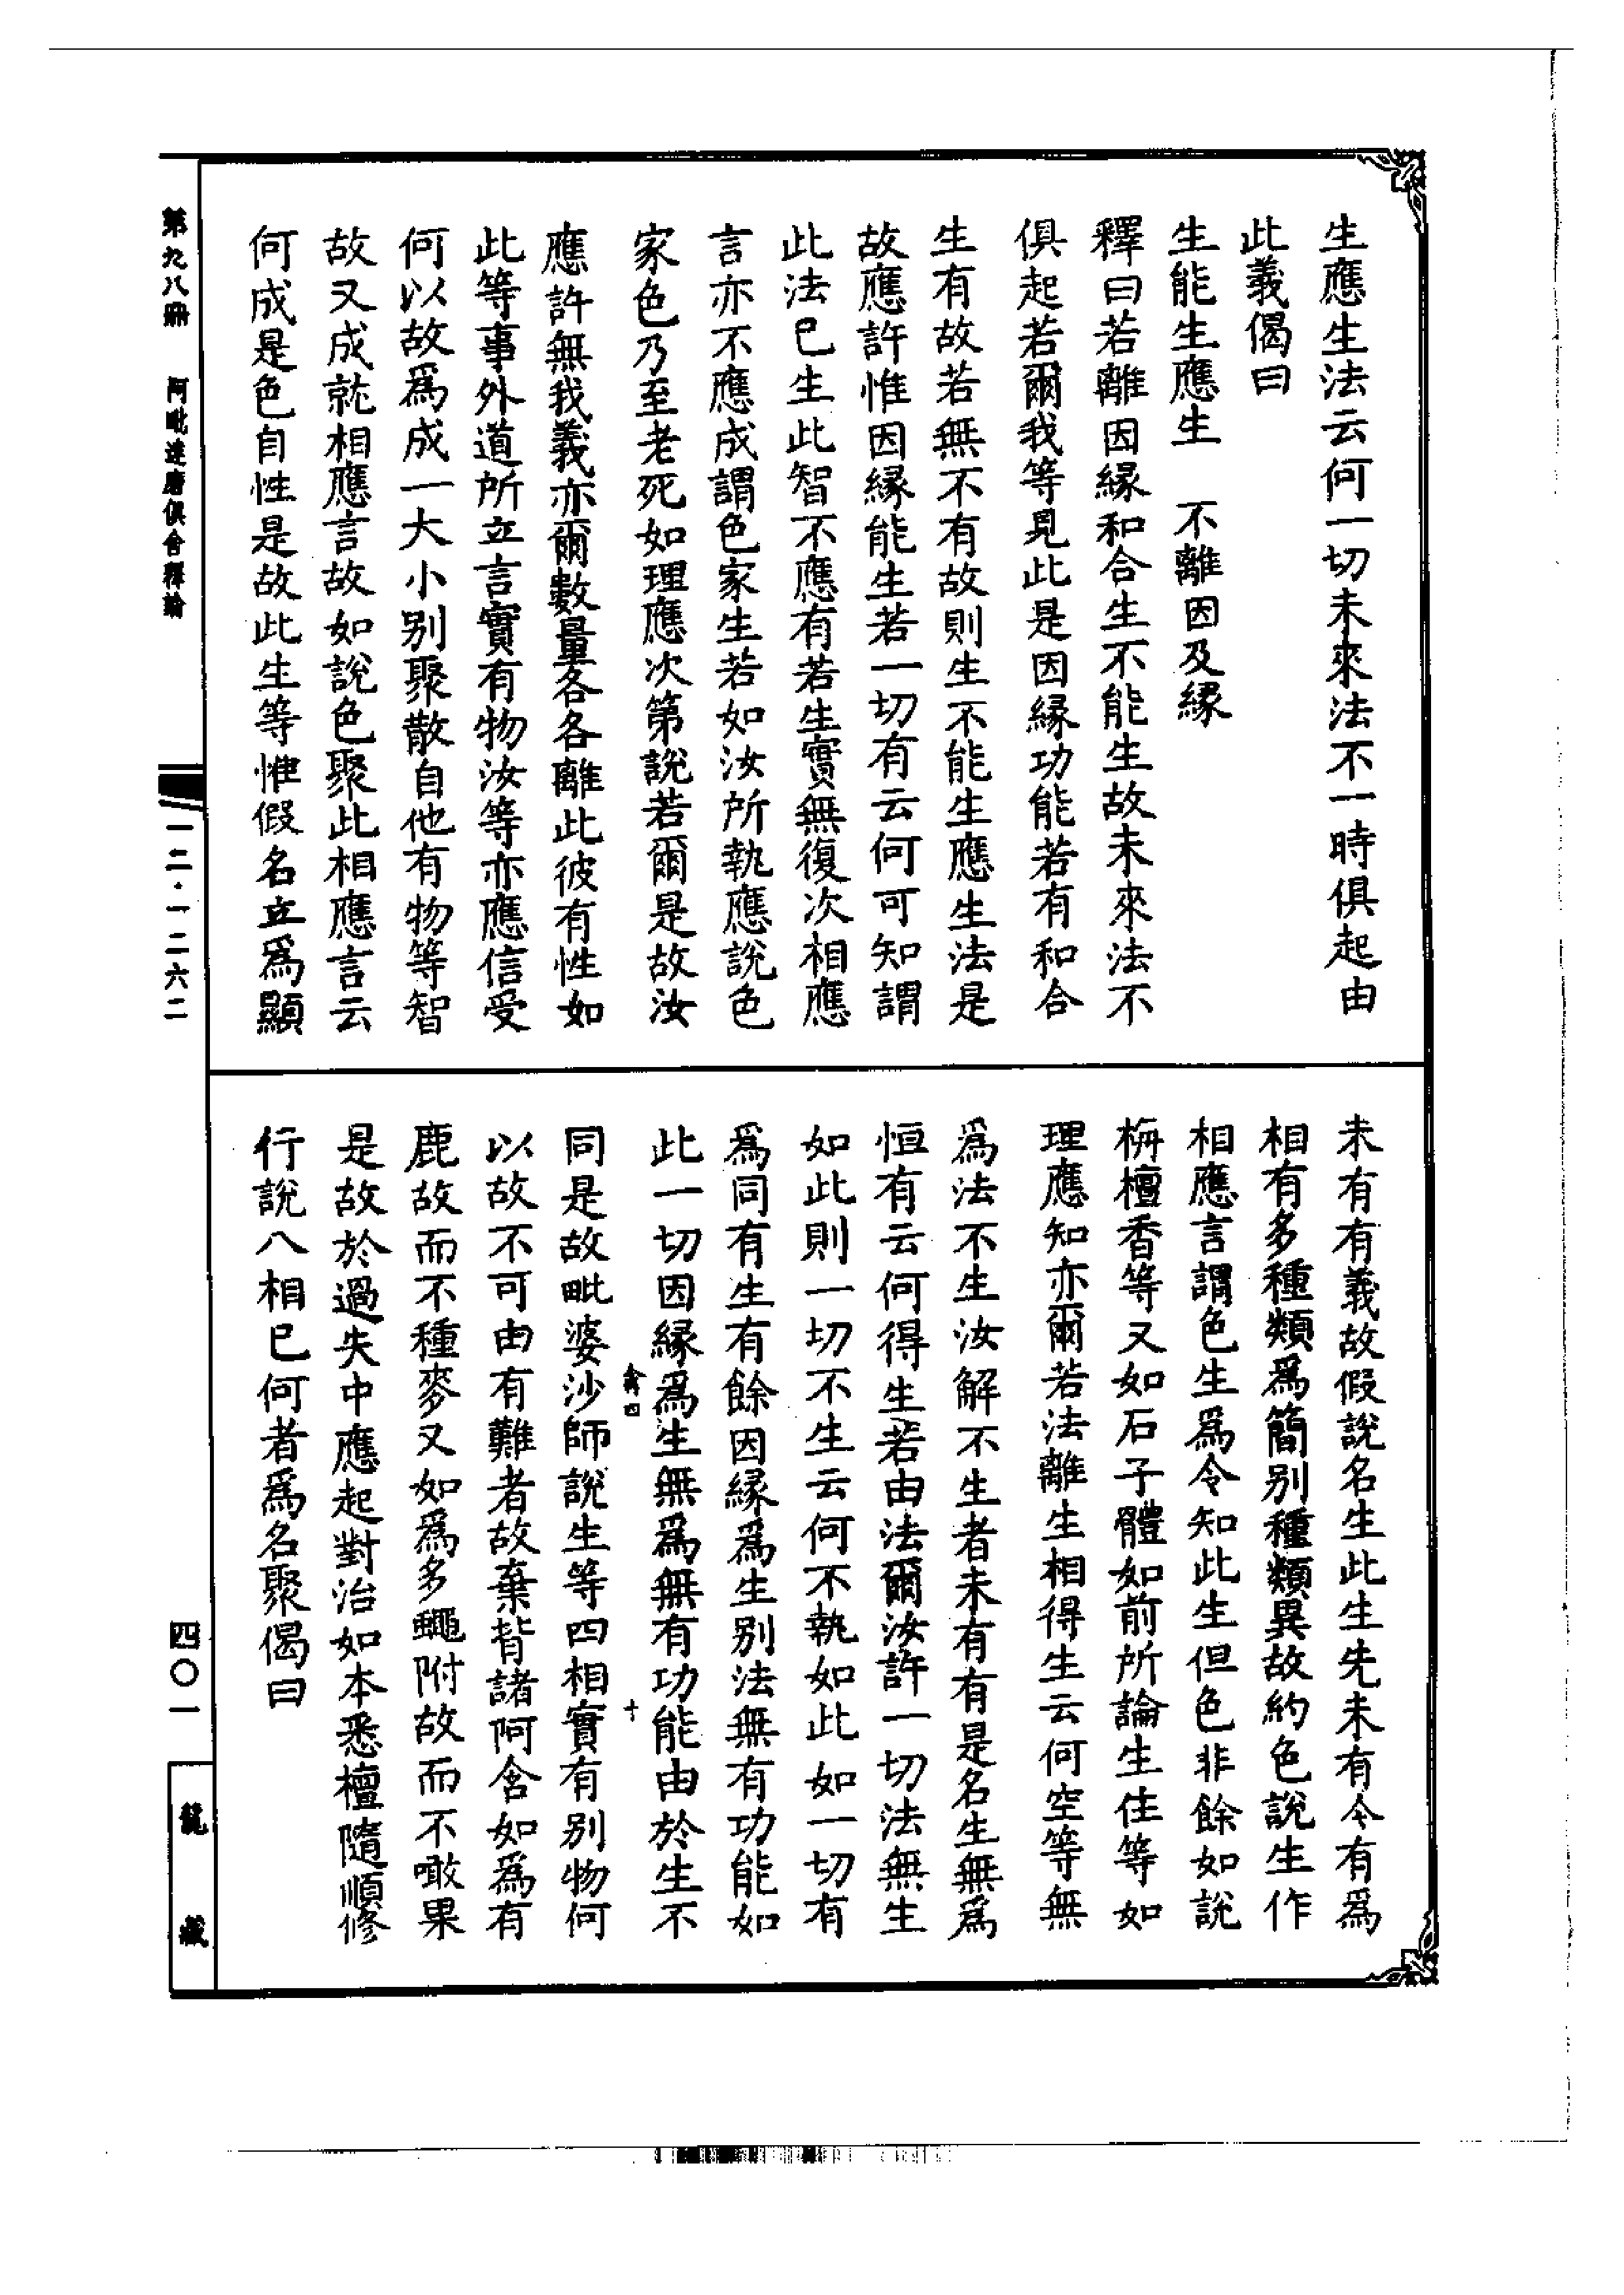 生應生法云何一切未來法不一時俱起由
此義偈曰
生能生應生　不離因及緣
釋曰若離因緣和合生不能生故未來法不
俱起若爾我等見此是因緣功能若有和合
生有故若無不有故則生不能生應生法是
故應許惟因緣能生若一切有云何可知謂
此法已生此智不應有若生實無復次相應
言亦不應成謂色家生若如汝所執應說色
家色乃至老死如理應次第說若爾是故汝
應許無我義亦爾數量各各離此彼有性如
此等事外道所立言實有物汝等亦應信受
何以故爲成一大小別聚散自他有物等智
故又成就相應言故如說色聚此相應言云
何成是色自性是故此生等惟假名立爲顯
未有有義故假說名生此生先未有今有爲
相有多種類爲簡別種類異故約色說生作
相應言謂色生爲令知此生但色非餘如說
栴檀香等又如石子體如前所論生住等如
理應知亦爾若法離生相得生云何空等無
爲法不生汝解不生者未有有是名生無爲
恒有云何得生若由法爾汝許一切法無生
如此則一切不生云何不執如此如一切有
爲同有生有餘因緣爲生別法無有功能如
此一切因緣爲生無爲無有功能由於生不
同是故毗婆沙師說生等四相實有別物何
以故不可由有難者故棄背諸阿含如爲有
鹿故而不種麥又如爲多蠅附故而不噉果
是故於過失中應起對治如本悉檀隨順修
行說八相已何者爲名聚偈曰
十
第九八冊　阿毗達磨俱舍釋論
一二·一二六二
四〇一
龍藏